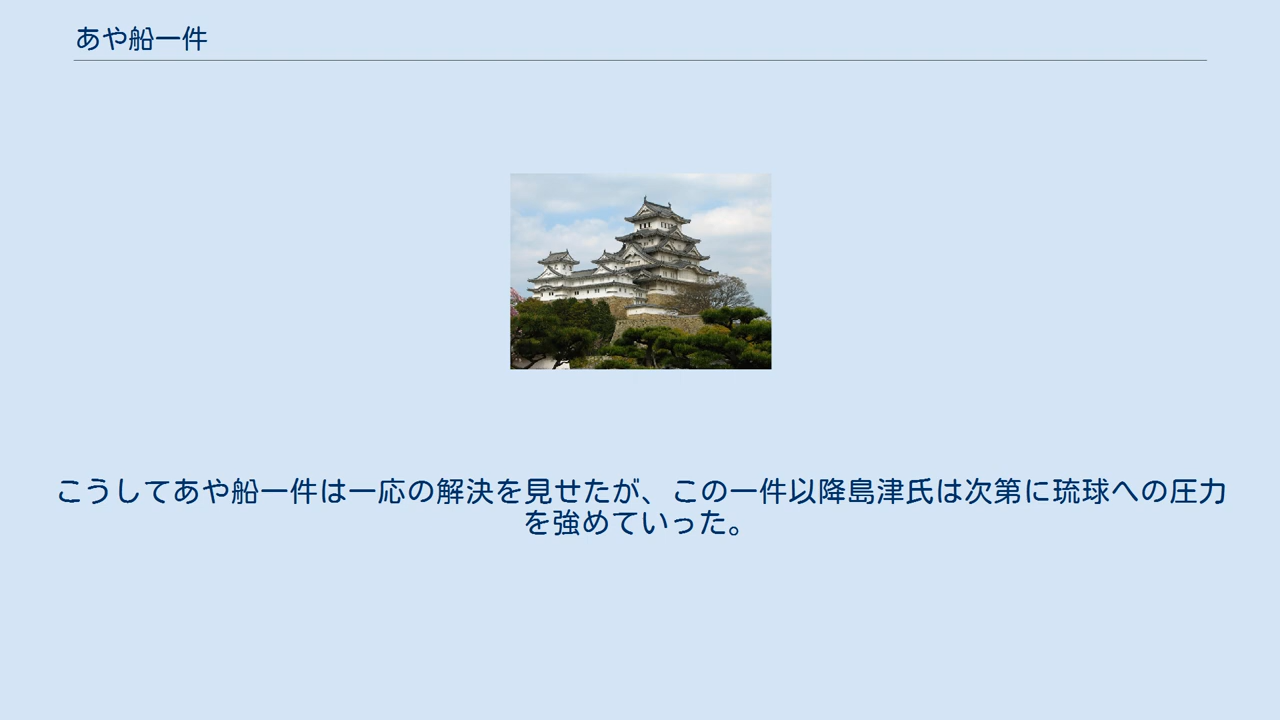 あや船一件
こうしてあや船一件は一応の解決を見せたが、この一件以降島津氏は次第に琉球への圧力
を強めていった。